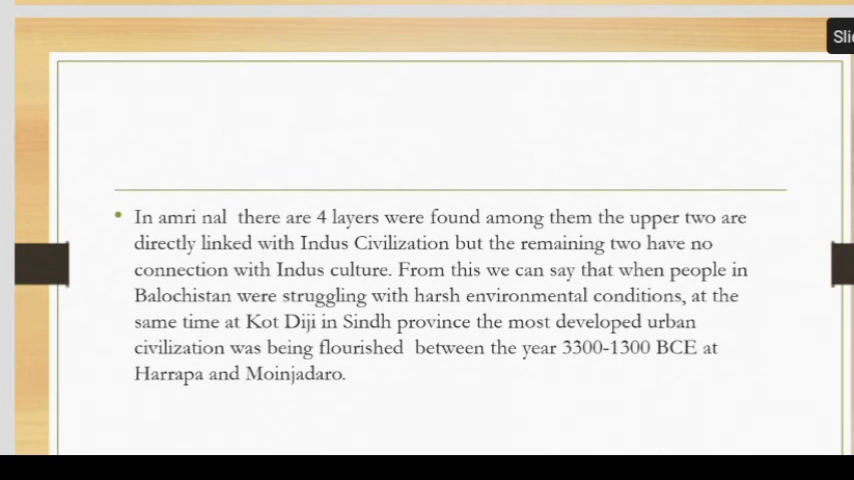 Slic
• In amri nal there are 4 layers were found among them the upper two are
directly linked with Indus Civilization but the remaining two have no
connection with Indus culture. From this we can say that when people in
Balochistan were struggling with harsh environmental conditions, at the
same time at Kot Diji in Sindh province the most developed urban
civilization was being flourished between the year 3300-1300 BCE at
Harrapa and Moinjadaro.